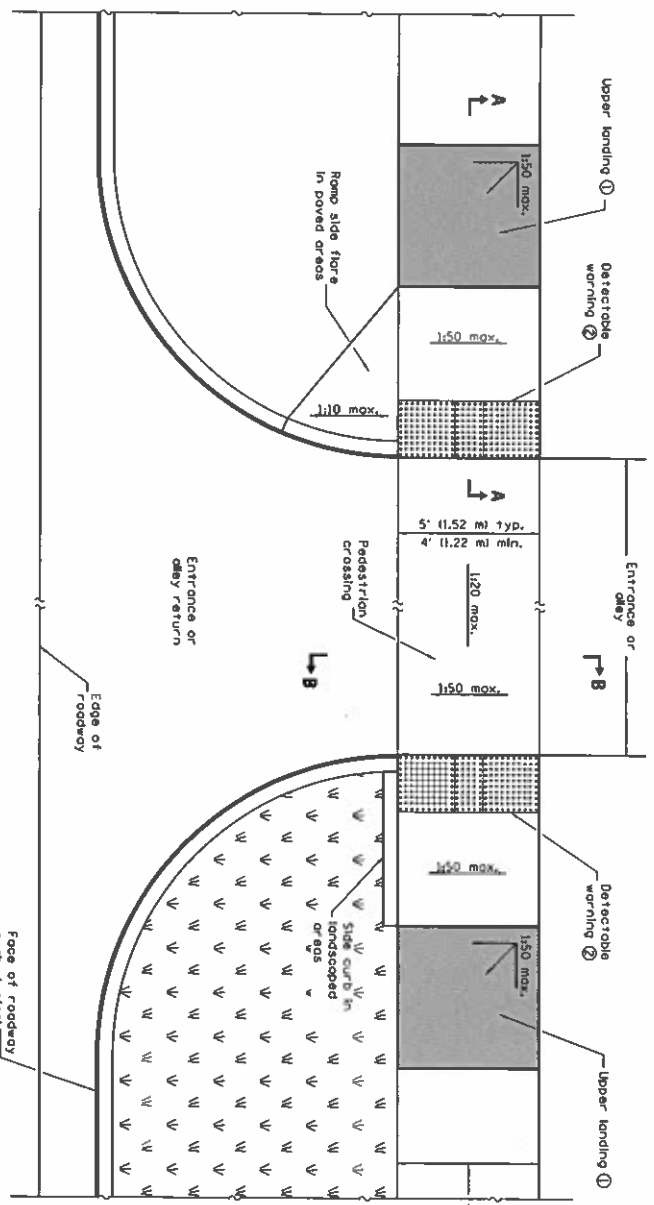 Upper landing ①
A
1:50 max.
Ramp side flare
in paved areas
Detectable
warning ②
1:50 max.
1:10 max.
A
5' (1.52 m) typ.
4' (1.22 m) min.
Entrance or
alley
Pedestrian
crossing
1:20 max.
Entrance or
alley return
B
B
1:50 max.
Edge of
roadway
Detectable
warning ②
1:50 max.
Side curb in
landscaped
areas
1:50 max.
Upper landing ①
Face of roadway